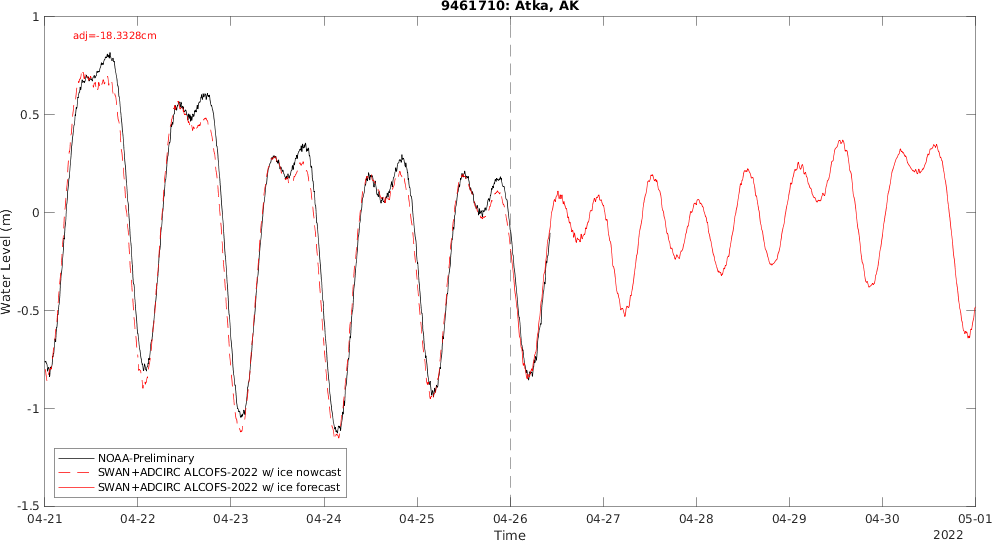 9461710: Atka, AK
adj=-18.3328cm
1
0.5
0
-0.5
-1
-1.5
Water Level (m)
NOAA-Preliminary
SWAN+ADCIRC ALCOFS-2022 w/ ice nowcast
SWAN+ADCIRC ALCOFS-2022 w/ ice forecast
04-21 04-22 04-23 04-24 04-25 04-26 04-27 04-28 04-29 04-30 05-01
Time
2022